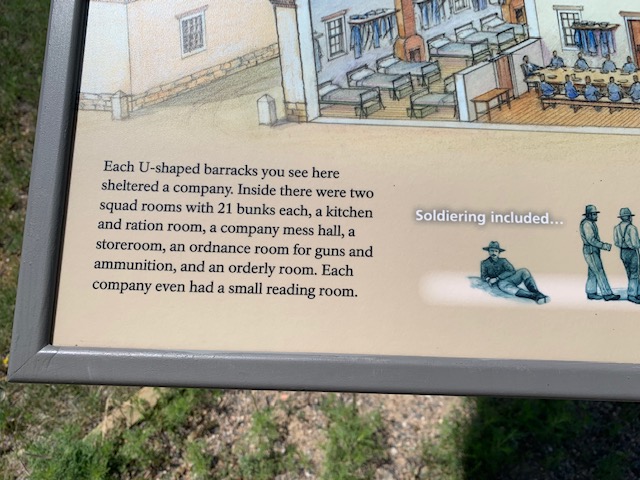 Each U-shaped barracks you see here
sheltered a company. Inside there were two
squad rooms with 21 bunks each, a kitchen
and ration room, a company mess hall, a
storeroom, an ordnance room for guns and
ammunition, and an orderly room. Each
company even had a small reading room.
Soldiering included...